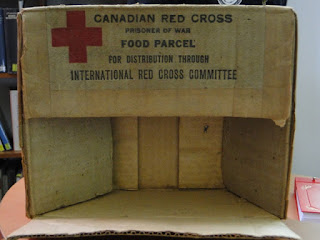 CANADIAN RED CROSS
PRISONER OF WAR
FOOD PARCEL
FOR DISTRIBUTION THROUGH
INTERNATIONAL RED CROSS COMMITTEE